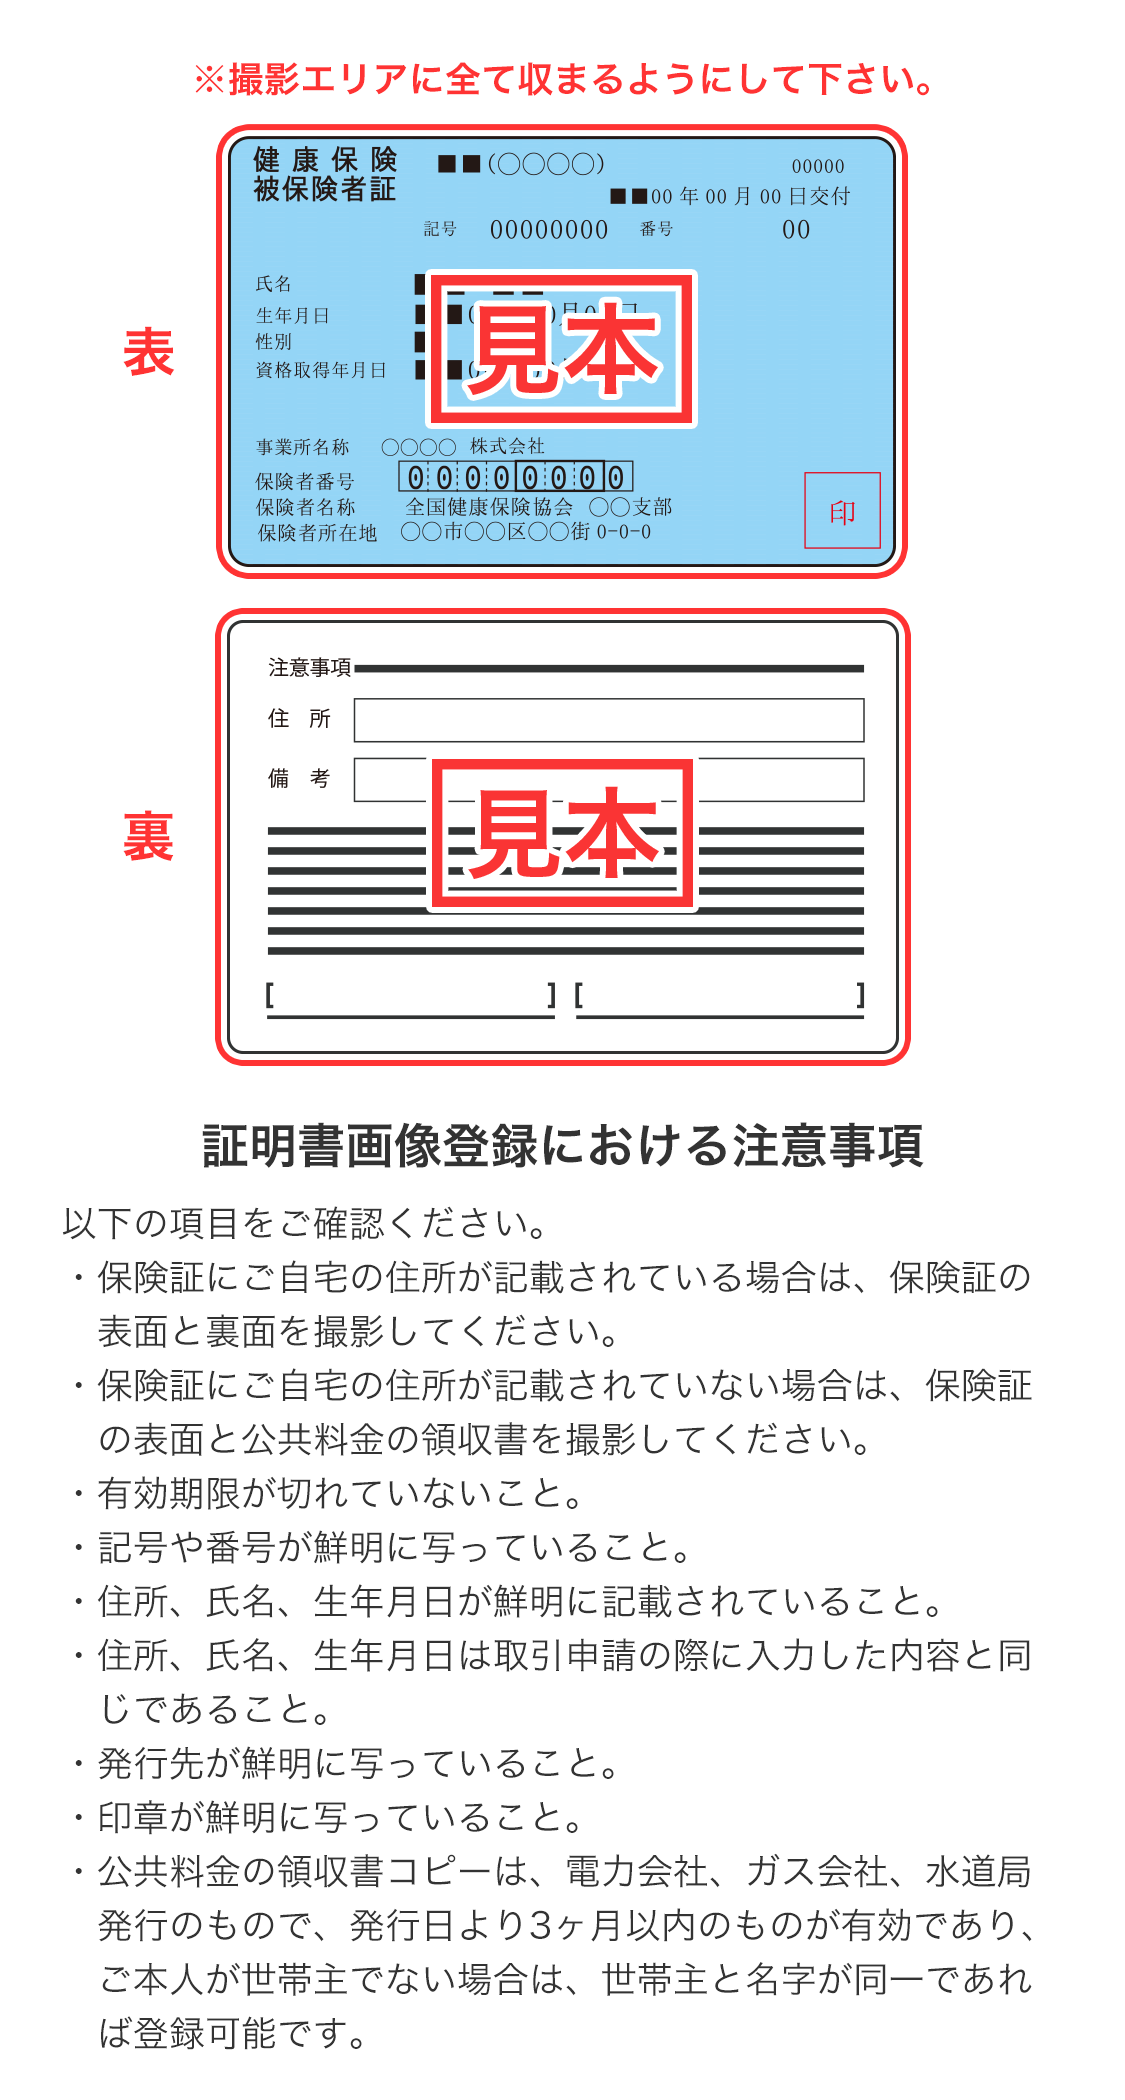 ※撮影エリアに全て収まるようにして下さい。
健康保険
被保険者証
■■(○○○○)
00000
■■00年00月00日交付
記号 00000000 番号 00
氏名
生年月日
性別
資格取得年月日
見本
表
事業所名称 ○○○○ 株式会社
保険者番号 00000000
保険者名称 全国健康保険協会 ○○支部
保険者所在地 ○○市○○区○○街 0-0-0
印
注意事項
住 所
備 考
見本
裏
[ ] [ ]
証明書画像登録における注意事項
以下の項目をご確認ください。
・保険証にご自宅の住所が記載されている場合は、保険証の
表面と裏面を撮影してください。
・保険証にご自宅の住所が記載されていない場合は、保険証
の表面と公共料金の領収書を撮影してください。
・有効期限が切れていないこと。
・記号や番号が鮮明に写っていること。
・住所、氏名、生年月日が鮮明に記載されていること。
・住所、氏名、生年月日は取引申請の際に入力した内容と同
じであること。
・発行先が鮮明に写っていること。
・印章が鮮明に写っていること。
・公共料金の領収書コピーは、電力会社、ガス会社、水道局
発行のもので、発行日より3ヶ月以内のものが有効であり、
ご本人が世帯主でない場合は、世帯主と名字が同一であれ
ば登録可能です。